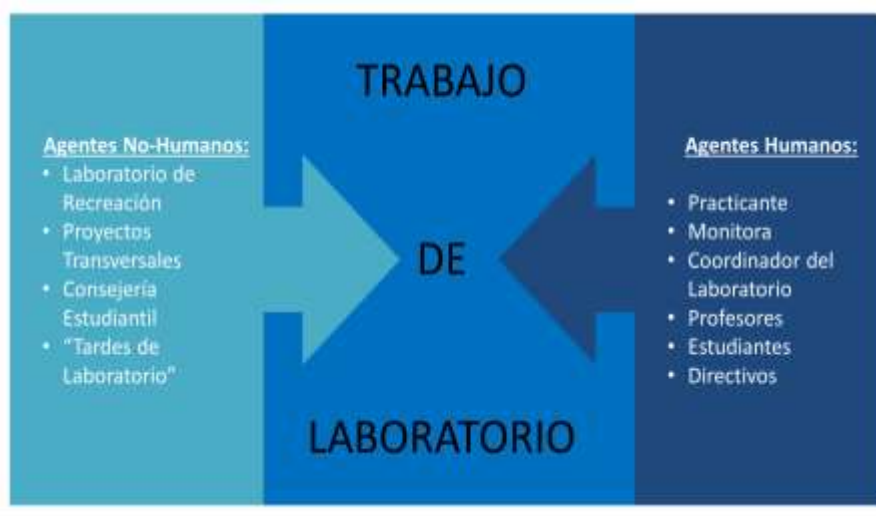 Agentes No-Humanos:
• Laboratorio de
Recreación
• Proyectos
Transversales
• Consejería
Estudiantil
• "Tardes de
Laboratorio"
TRABAJO
DE
LABORATORIO
Agentes Humanos:
• Practicante
• Monitora
• Coordinador del
Laboratorio
• Profesores
• Estudiantes
• Directivos